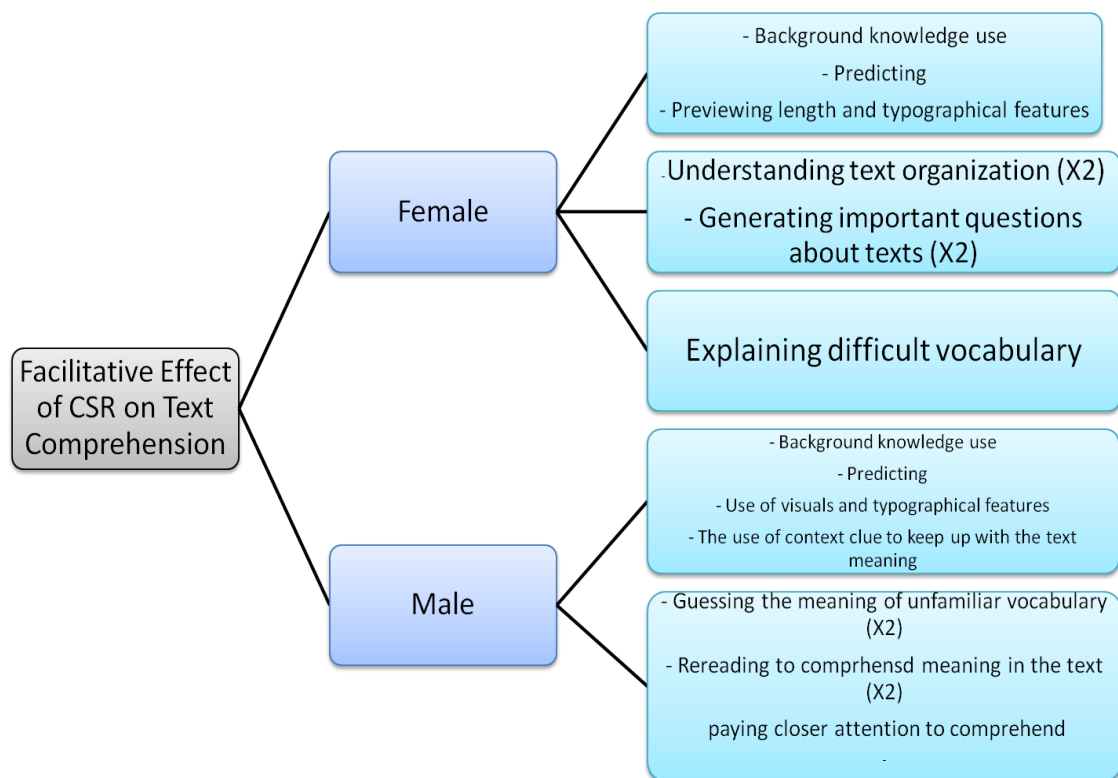 Facilitative Effect
of CSR on Text
Comprehension
Female
- Background knowledge use
- Predicting
- Previewing length and typographical features
-Understanding text organization (X2)
- Generating important questions
about texts (X2)
Explaining difficult vocabulary
Male
- Background knowledge use
- Predicting
- Use of visuals and typographical features
- The use of context clue to keep up with the text
meaning
- Guessing the meaning of unfamiliar vocabulary
(X2)
- Rereading to comprhensd meaning in the text
(X2)
paying closer attention to comprehend
-